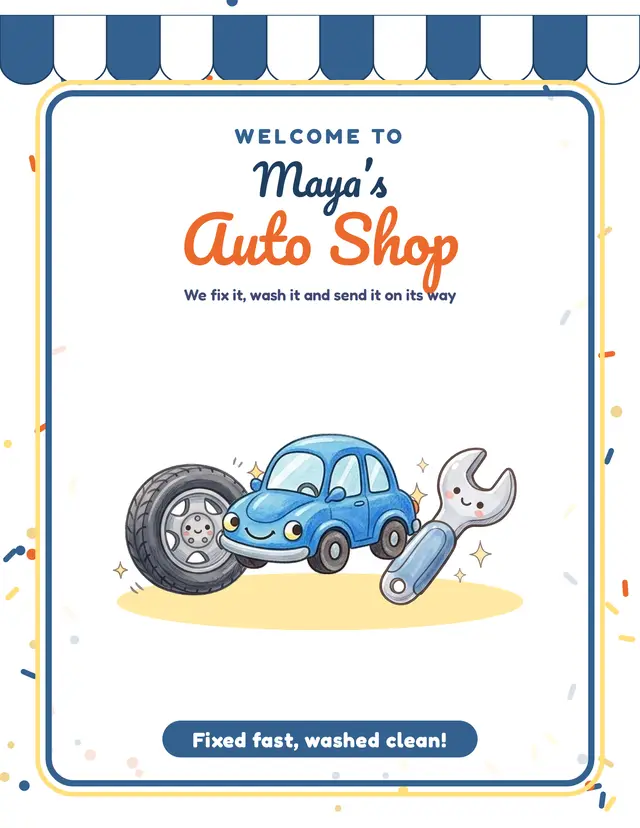 WELCOME TO
Maya's
Auto Shop
We fix it, wash it and send it on its way
Fixed fast, washed clean!